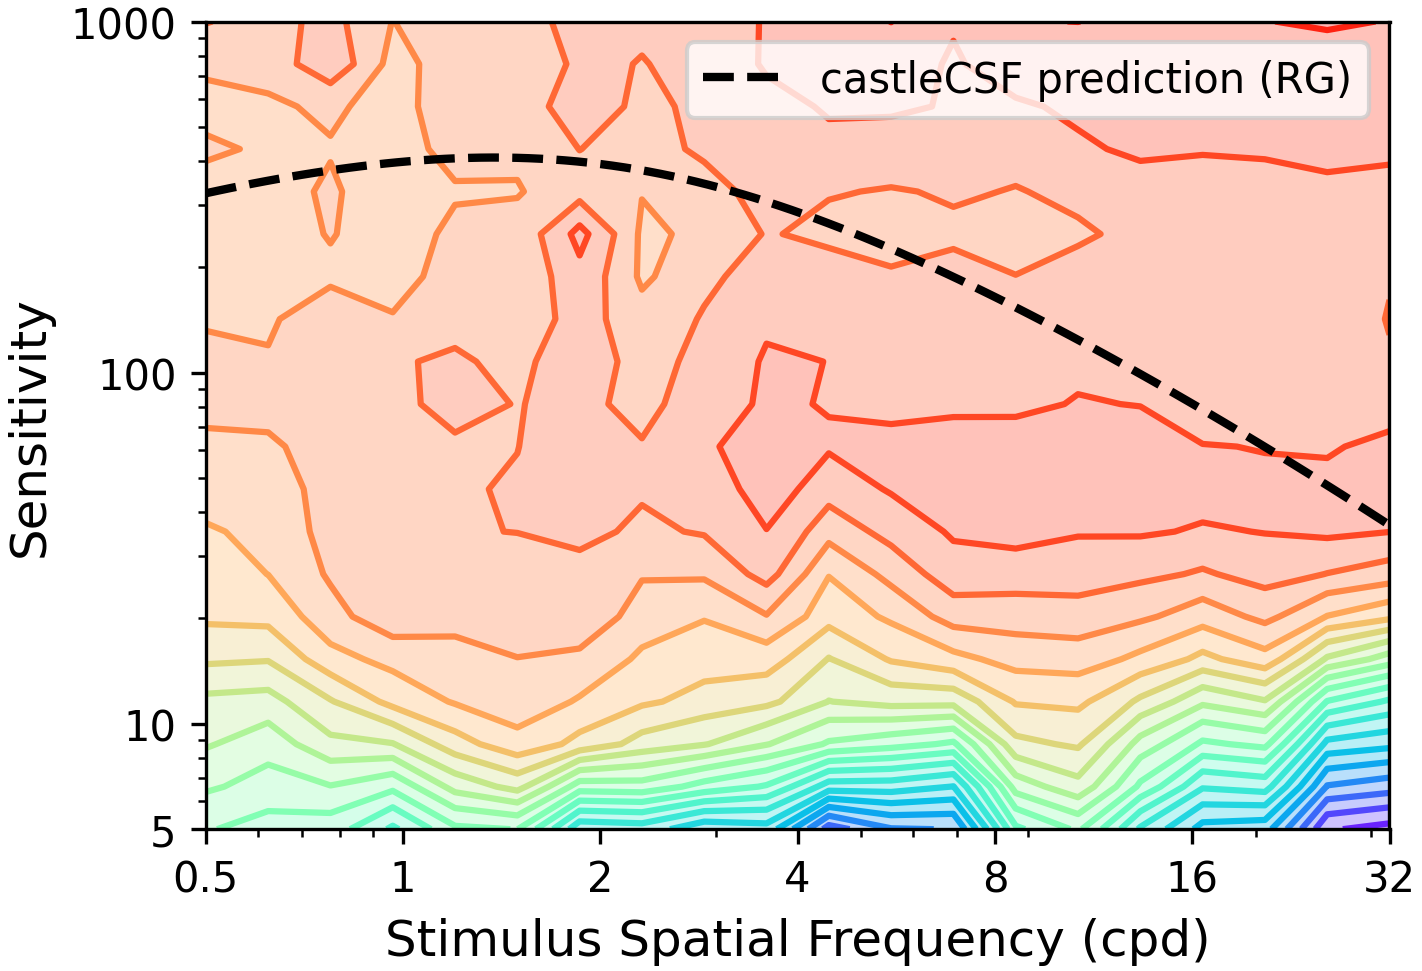 1000
castleCSF prediction (RG)
100
Sensitivity
10
5
0.5 1 2 4 8 16 32
Stimulus Spatial Frequency (cpd)